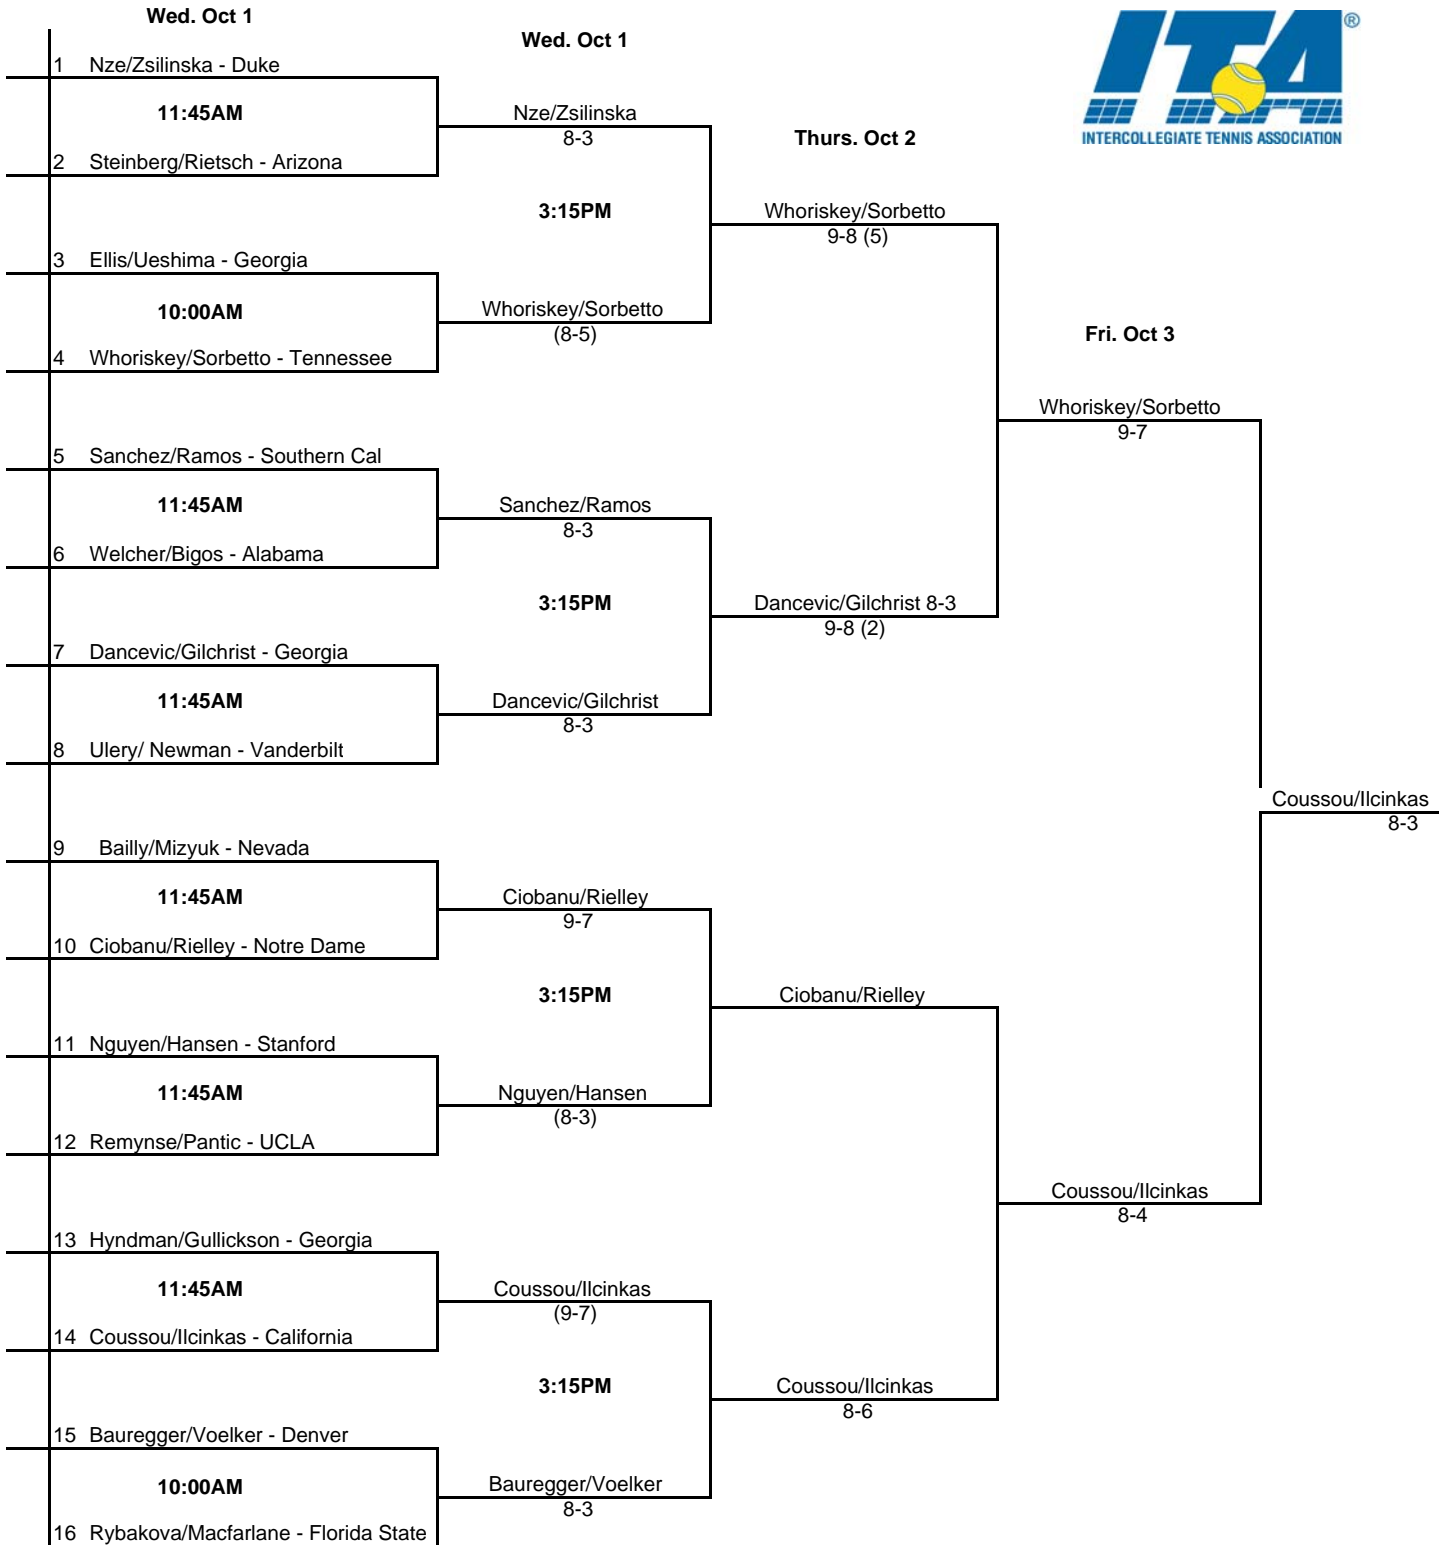 Wed. Oct 1
Wed. Oct 1
ITA ®
INTERCOLLEGIATE TENNIS ASSOCIATION
Thurs. Oct 2
Fri. Oct 3
1 Nze/Zsilinska - Duke
11:45AM
2 Steinberg/Rietsch - Arizona
3 Ellis/Ueshima - Georgia
10:00AM
4 Whoriskey/Sorbetto - Tennessee
5 Sanchez/Ramos - Southern Cal
11:45AM
6 Welcher/Bigos - Alabama
7 Dancevic/Gilchrist - Georgia
11:45AM
8 Ulery/ Newman - Vanderbilt
9 Bailly/Mizyuk - Nevada
11:45AM
10 Ciobanu/Rielley - Notre Dame
11 Nguyen/Hansen - Stanford
11:45AM
12 Remynse/Pantic - UCLA
13 Hyndman/Gullickson - Georgia
11:45AM
14 Coussou/Ilcinkas - California
15 Bauregger/Voelker - Denver
10:00AM
16 Rybakova/Macfarlane - Florida State
Nze/Zsilinska
8-3
3:15PM
Whoriskey/Sorbetto
(8-5)
Sanchez/Ramos
8-3
3:15PM
Dancevic/Gilchrist
8-3
Ciobanu/Rielley
9-7
3:15PM
Nguyen/Hansen
(8-3)
Coussou/Ilcinkas
(9-7)
3:15PM
Bauregger/Voelker
8-3
Whoriskey/Sorbetto
9-8 (5)
Dancevic/Gilchrist 8-3
9-8 (2)
Ciobanu/Rielley
Coussou/Ilcinkas
8-6
Whoriskey/Sorbetto
9-7
Coussou/Ilcinkas
8-4
Coussou/Ilcinkas
8-3